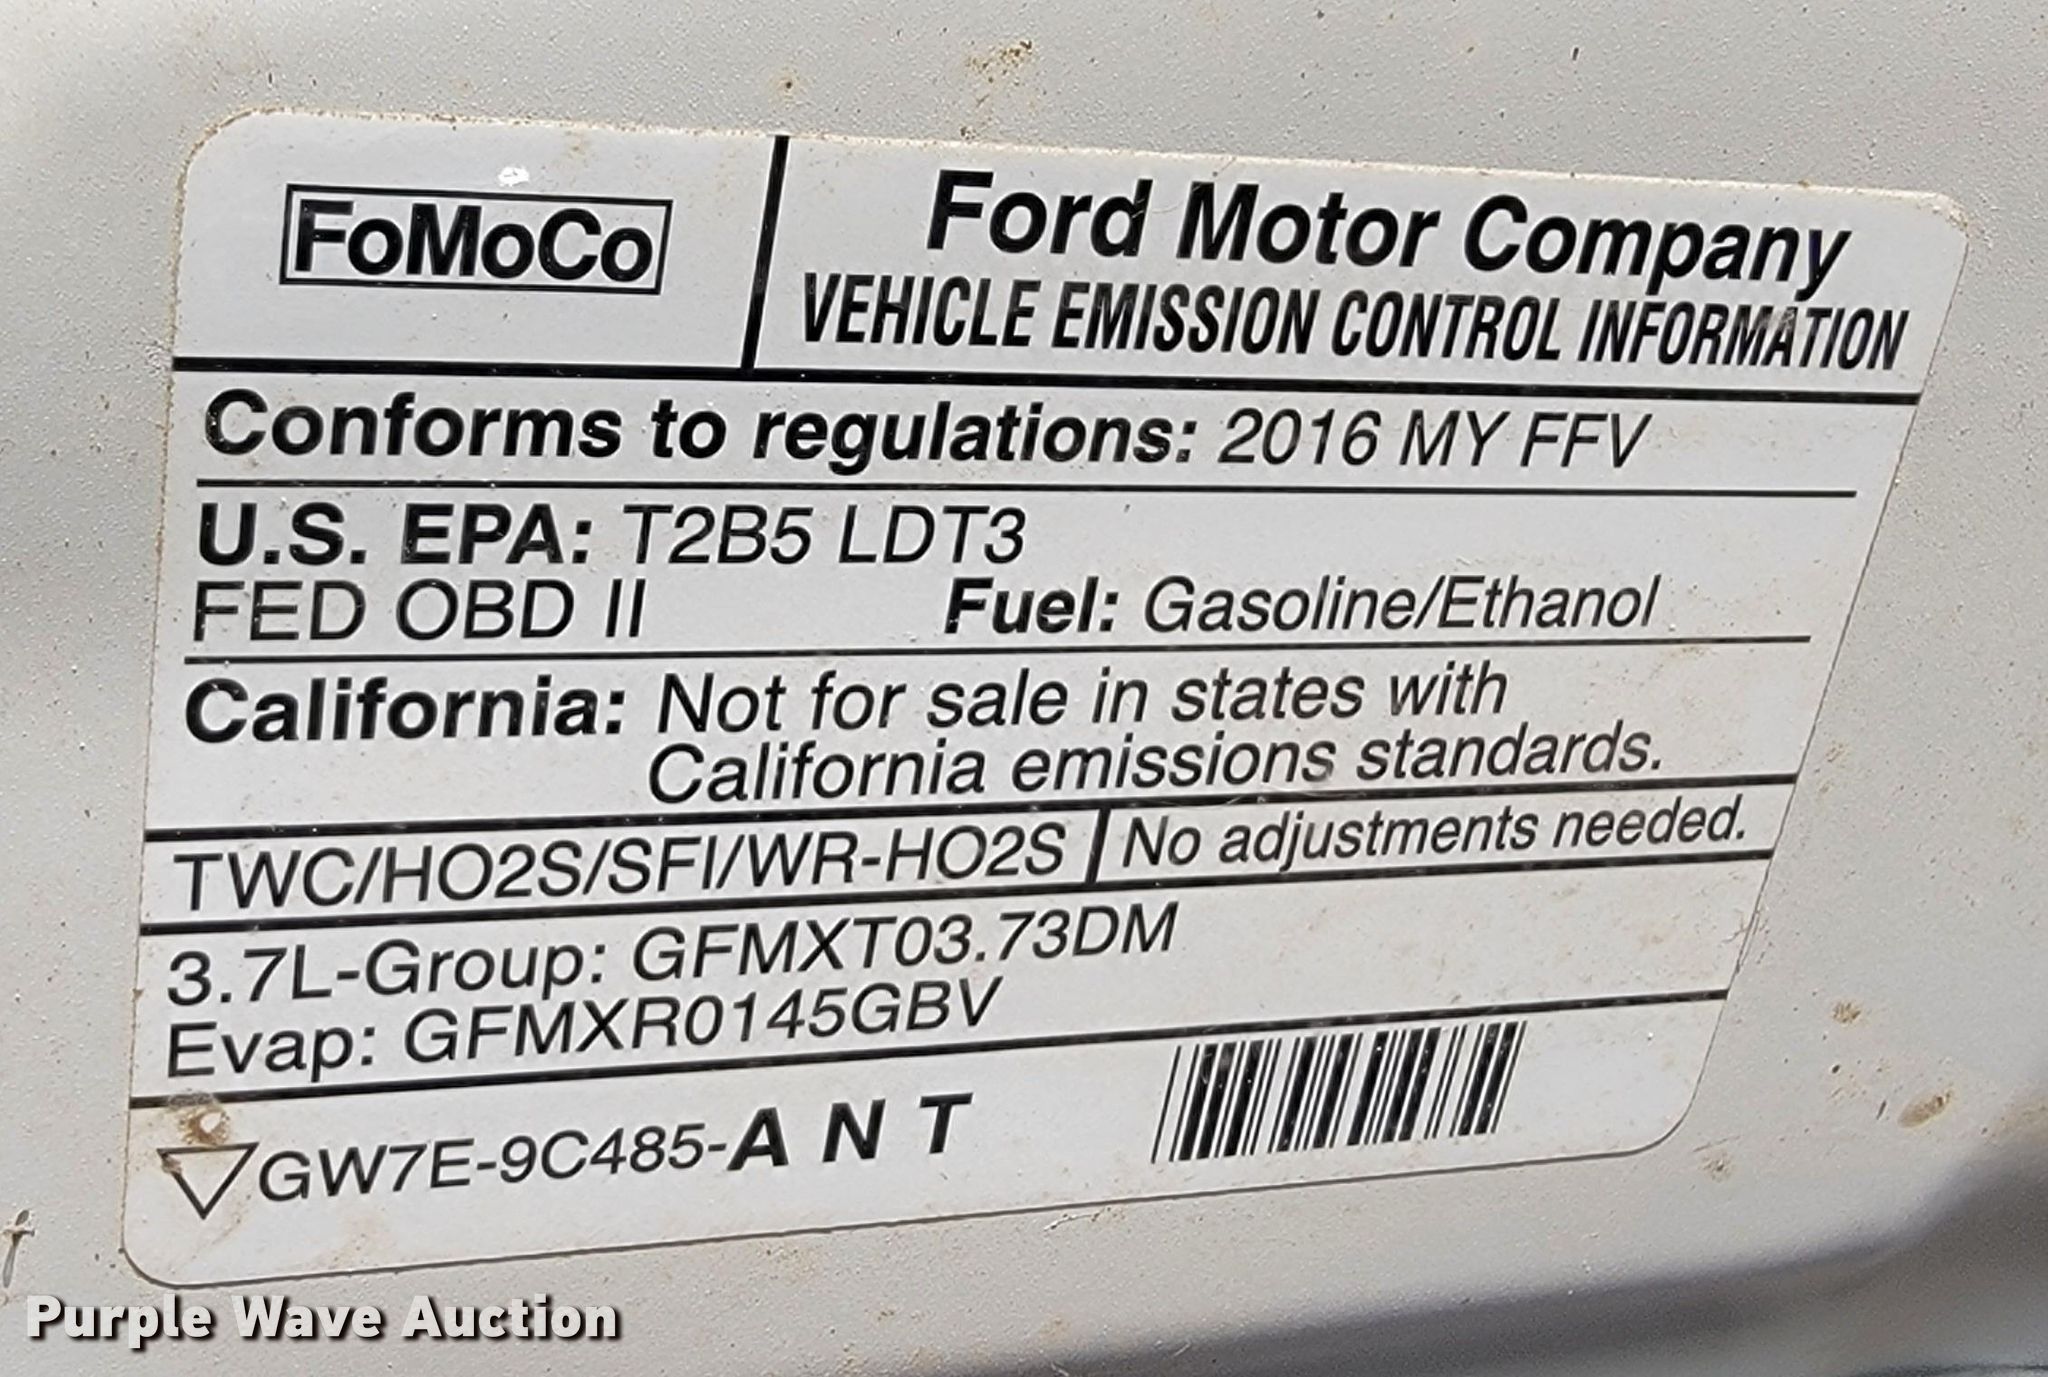 FoMoCo
Ford Motor Company
VEHICLE EMISSION CONTROL INFORMATION
Conforms to regulations: 2016 MY FFV
U.S. EPA: T2B5 LDT3
FED OBD II Fuel: Gasoline/Ethanol
California: Not for sale in states with
California emissions standards.
TWC/HO2S/SFI/WR-HO2S No adjustments needed.
3.7L-Group: GFMXT03.73DM
Evap: GFMXR0145GBV
GW7E-9C485-A N T
Purple Wave Auction